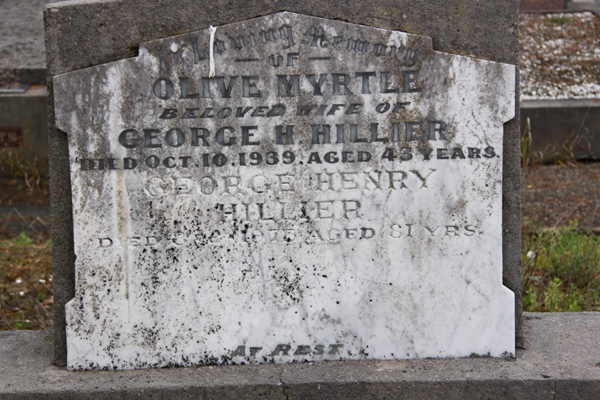 In Loving Memory
OF
OLIVE MYRTLE
BELOVED WIFE OF
GEORGE H. HILLIER
DIED OCT. 10. 1939. AGED 43 YEARS.
GEORGE HENRY
HILLIER
DIED AGED 81 YRS.
AT REST